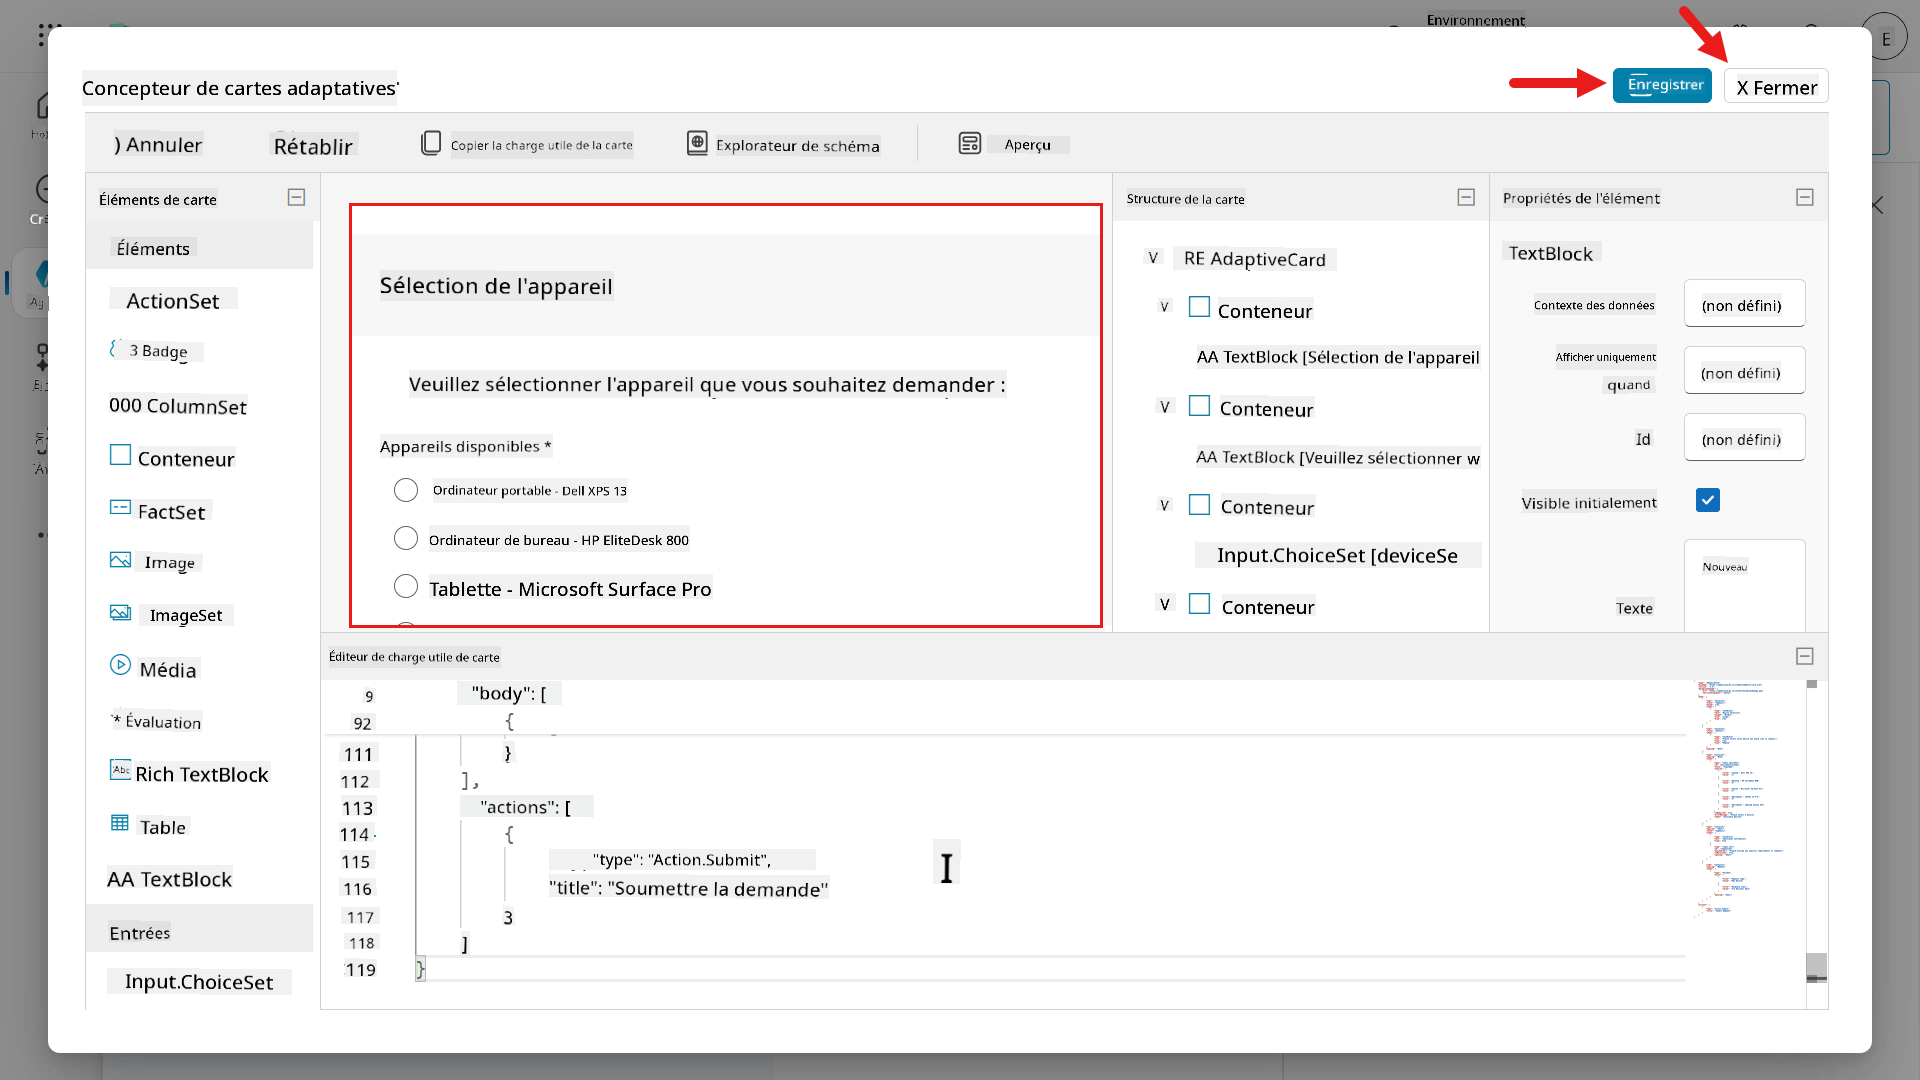 Environnement
E
Concepteur de cartes adaptatives'
Enregistrer
X Fermer
) Annuler
Rétablir
Copier la charge utile de la carte
Explorateur de schéma
Aperçu
Éléments de carte
Éléments
ActionSet
3 Badge
000 ColumnSet
Conteneur
FactSet
Image
ImageSet
Média
* Évaluation
Abc Rich TextBlock
Table
AA TextBlock
Entrées
Input.ChoiceSet
Sélection de l'appareil
Veuillez sélectionner l'appareil que vous souhaitez demander :
Appareils disponibles *
Ordinateur portable - Dell XPS 13
Ordinateur de bureau - HP EliteDesk 800
Tablette - Microsoft Surface Pro
Structure de la carte
V RE AdaptiveCard
V Conteneur
AA TextBlock [Sélection de l'appareil
V Conteneur
AA TextBlock [Veuillez sélectionner w
V Conteneur
Input.ChoiceSet [deviceSe
V Conteneur
Propriétés de l'élément
TextBlock
Contexte des données
(non défini)
Afficher uniquement
quand
(non défini)
Id
(non défini)
Visible initialement
Texte
Nouveau
Éditeur de charge utile de carte
9 "body": [
92 {
111 }
112 ],
113 "actions": [
114 {
115 "type": "Action.Submit",
116 "title": "Soumettre la demande"
117 3
118 ]
119 }